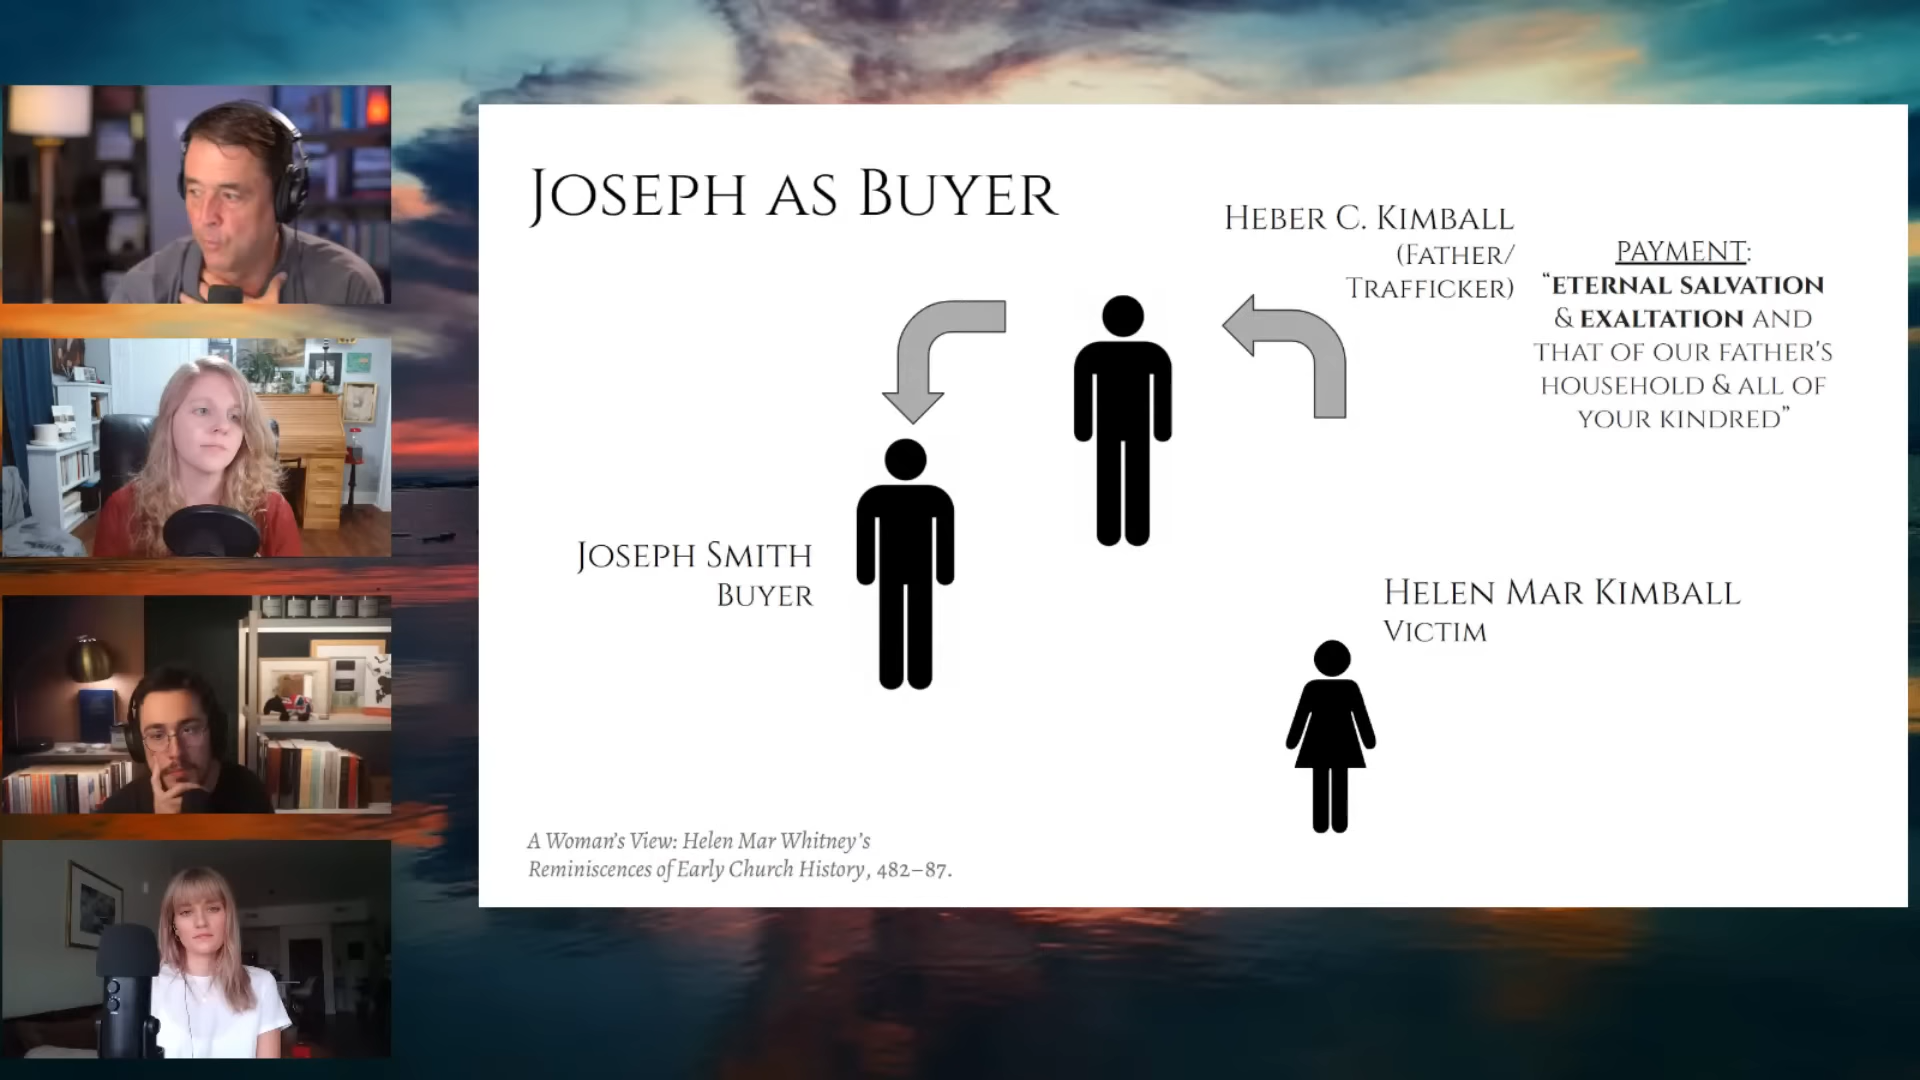 Joseph as Buyer
Heber C. Kimball
(Father/
Trafficker)
Payment:
“Eternal Salvation
& Exaltation and
that of our father's
household & all of
your kindred”
Joseph Smith
Buyer
Helen Mar Kimball
Victim
A Woman’s View: Helen Mar Whitney’s
Reminiscences of Early Church History, 482–87.